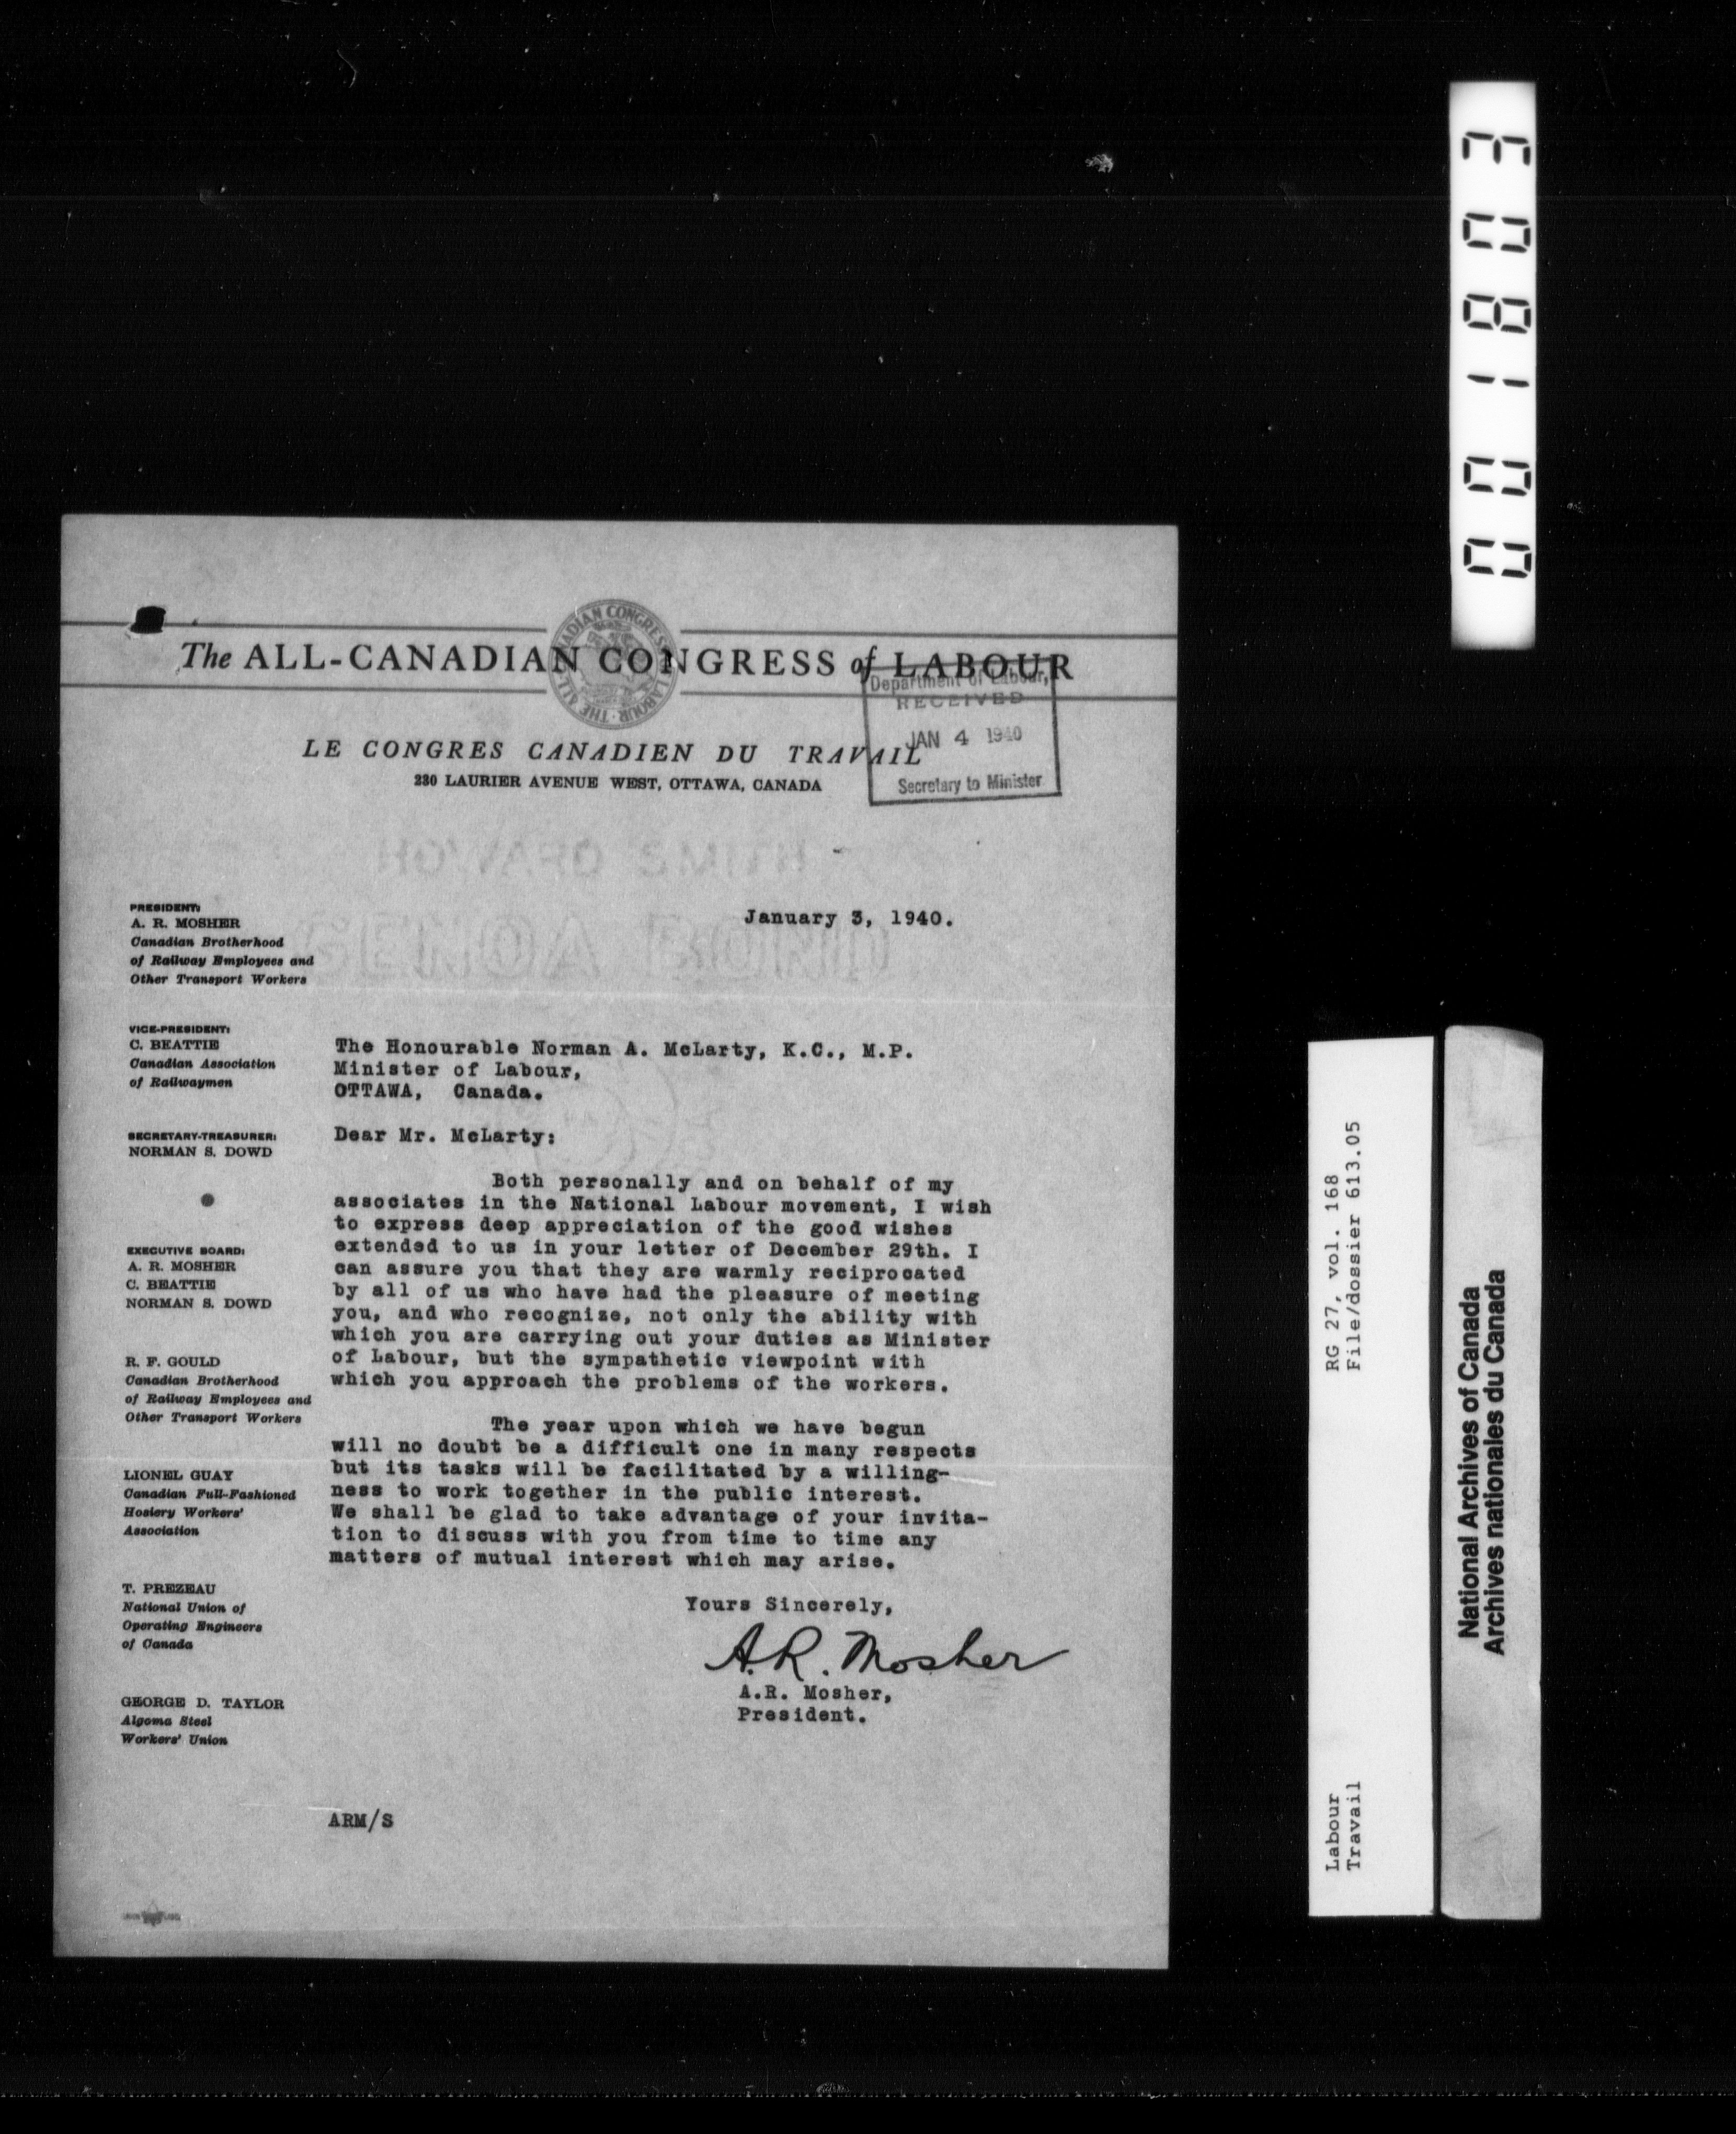 The ALL-CANADIAN CONGRESS of LABOUR
LE CONGRES CANADIEN DU TRAVAIL
230 LAURIER AVENUE WEST, OTTAWA, CANADA
Department of Labour,
RECEIVED
JAN 4 1940
Secretary to Minister
PRESIDENT:
A. R. MOSHER
Canadian Brotherhood
of Railway Employees and
Other Transport Workers
VICE-PRESIDENT:
C. BEATTIE
Canadian Association
of Railwaymen
SECRETARY-TREASURER:
NORMAN S. DOWD
EXECUTIVE BOARD:
A. R. MOSHER
C. BEATTIE
NORMAN S. DOWD
R. F. GOULD
Canadian Brotherhood
of Railway Employees and
Other Transport Workers
LIONEL GUAY
Canadian Full-Fashioned
Hosiery Workers'
Association
T. PREZEAU
National Union of
Operating Engineers
of Canada
GEORGE D. TAYLOR
Algoma Steel
Workers' Union
January 3, 1940.
The Honourable Norman A. McLarty, K.C., M.P.
Minister of Labour,
OTTAWA, Canada.
Dear Mr. McLarty:
Both personally and on behalf of my
associates in the National Labour movement, I wish
to express deep appreciation of the good wishes
extended to us in your letter of December 29th. I
can assure you that they are warmly reciprocated
by all of us who have had the pleasure of meeting
you, and who recognize, not only the ability with
which you are carrying out your duties as Minister
of Labour, but the sympathetic viewpoint with
which you approach the problems of the workers.
The year upon which we have begun
will no doubt be a difficult one in many respects
but its tasks will be facilitated by a willing-
ness to work together in the public interest.
We shall be glad to take advantage of your invita-
tion to discuss with you from time to time any
matters of mutual interest which may arise.
Yours Sincerely,
A.R. Mosher
A.R. Mosher,
President.
ARM/S
001803
Labour
Travail
RG 27, vol. 168
File/dossier 613.05
National Archives of Canada
Archives nationales du Canada